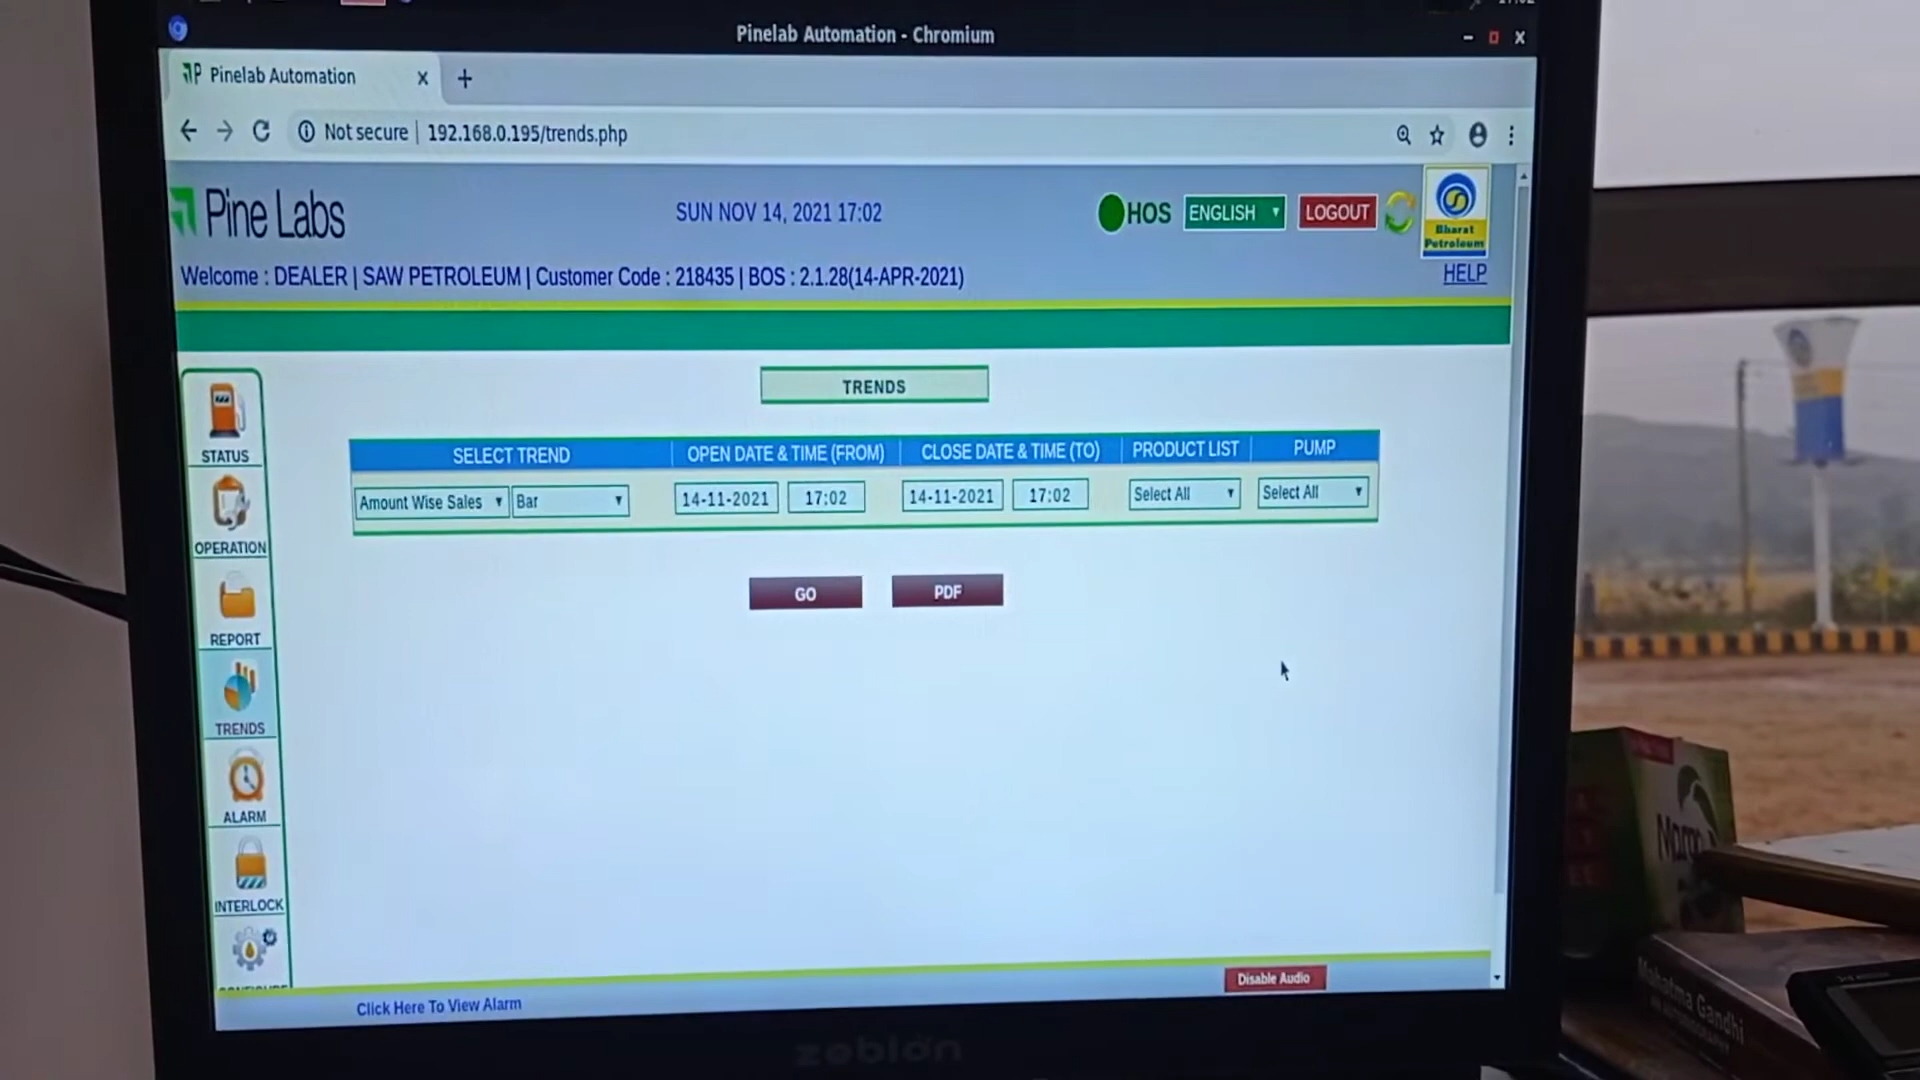 Pinelab Automation - Chromium
Pinelab Automation
Not secure | 192.168.0.195/trends.php
Pine Labs
SUN NOV 14, 2021 17:02
HOS
ENGLISH
LOGOUT
Bharat
Petroleum
Welcome : DEALER | SAW PETROLEUM | Customer Code : 218435 | BOS : 2.1.28(14-APR-2021)
HELP
TRENDS
SELECT TREND OPEN DATE & TIME (FROM) CLOSE DATE & TIME (TO) PRODUCT LIST PUMP
Amount Wise Sales Bar 14-11-2021 17:02 14-11-2021 17:02 Select All Select All
GO PDF
STATUS
OPERATION
REPORT
TRENDS
ALARM
INTERLOCK
Disable Audio
Click Here To View Alarm
zebion
Mahatma Gandhi